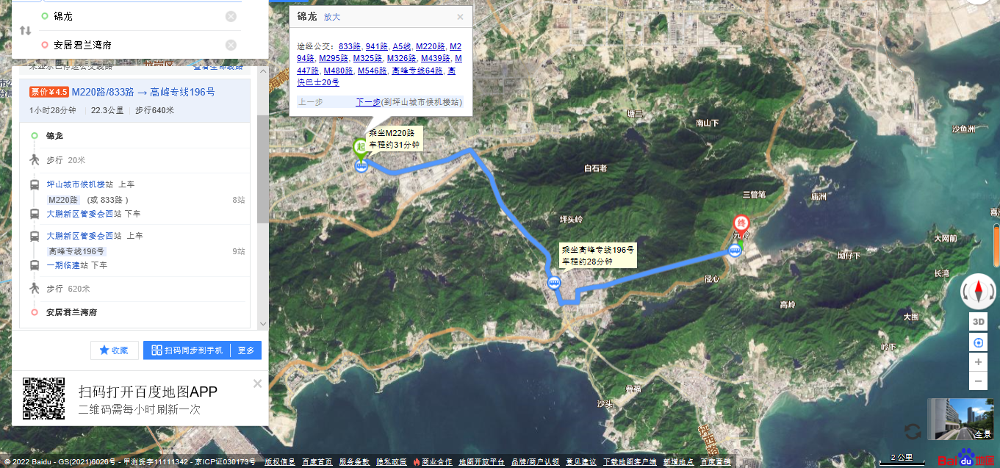 锦龙
安居君兰湾府
查看全部线路
票价￥4.5 M220路/833路 → 高峰专线196号
1小时28分钟 22.3公里 步行640米
锦龙
步行 20米
坪山城市候机楼站 上车
M220路 (或 833路 ) 8站
大鹏新区管委会西站 下车
大鹏新区管委会西站 上车
高峰专线196号 9站
一期临建站 下车
步行 620米
安居君兰湾府
收藏 扫码同步到手机 更多
扫码打开百度地图APP
二维码需每小时刷新一次
锦龙 放大
途经公交: 833路, 941路, A5线, M220路, M2
94路, M295路, M325路, M326路, M439路, M
447路, M480路, M546路, 高峰专线64路, 高
快巴士20号
上一步 下一步(到坪山城市候机楼站)
乘坐M220路
车程约31分钟
起
塘二
南山下
沙鱼洲
白石老
三管笔
庙洲
坪头岭
终
大网前
乘坐高峰专线196号
车程约28分钟
坳仔下
长湾
径心
高岭
大围
岭下
叠福
沙头
3D
全景
2 公里
Bai du 地图
© 2022 Baidu - GS(2021)6026号 - 甲测资字11111342 - 京ICP证030173号 - 版权信息 百度首页 服务条款 隐私政策 商业合作 地图开放平台 品牌/商户认领 意见建议 下载地图客户端 新增地点 百度营销